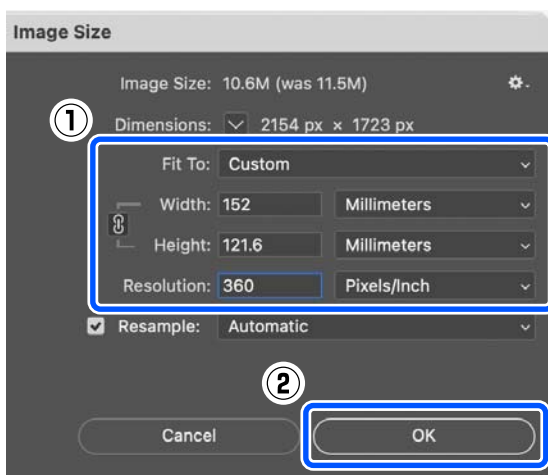 Image Size
Image Size: 10.6M (was 11.5M)
① Dimensions: 2154 px × 1723 px
Fit To: Custom
Width: 152 Millimeters
Height: 121.6 Millimeters
Resolution: 360 Pixels/Inch
Resample: Automatic
②
Cancel OK